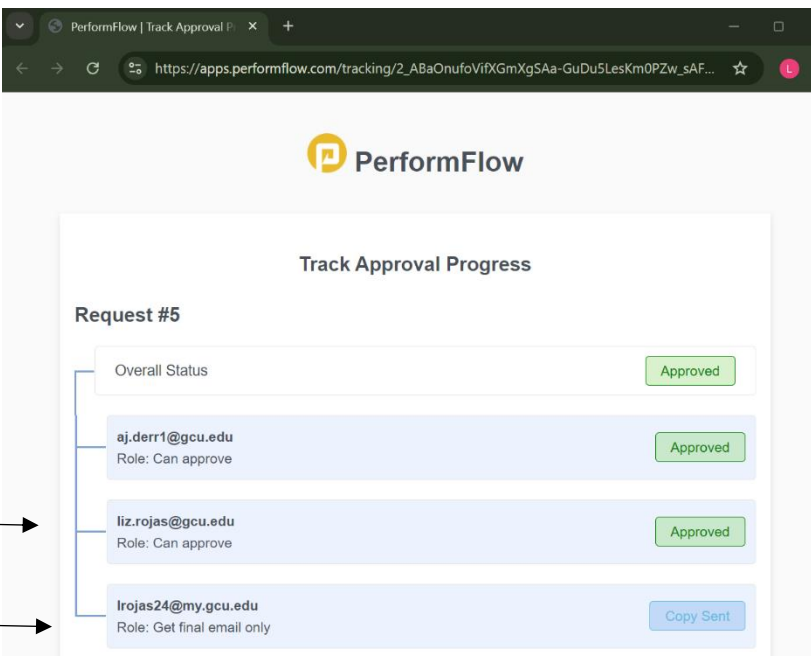 PerformFlow | Track Approval P
https://apps.performflow.com/tracking/2_ABaOnufoVifXGmXgSAa-GuDu5LesKm0PZw_sAF...
L
PerformFlow
Track Approval Progress
Request #5
Overall Status Approved
aj.derr1@gcu.edu
Role: Can approve
Approved
liz.rojas@gcu.edu
Role: Can approve
Approved
lrojas24@my.gcu.edu
Role: Get final email only
Copy Sent